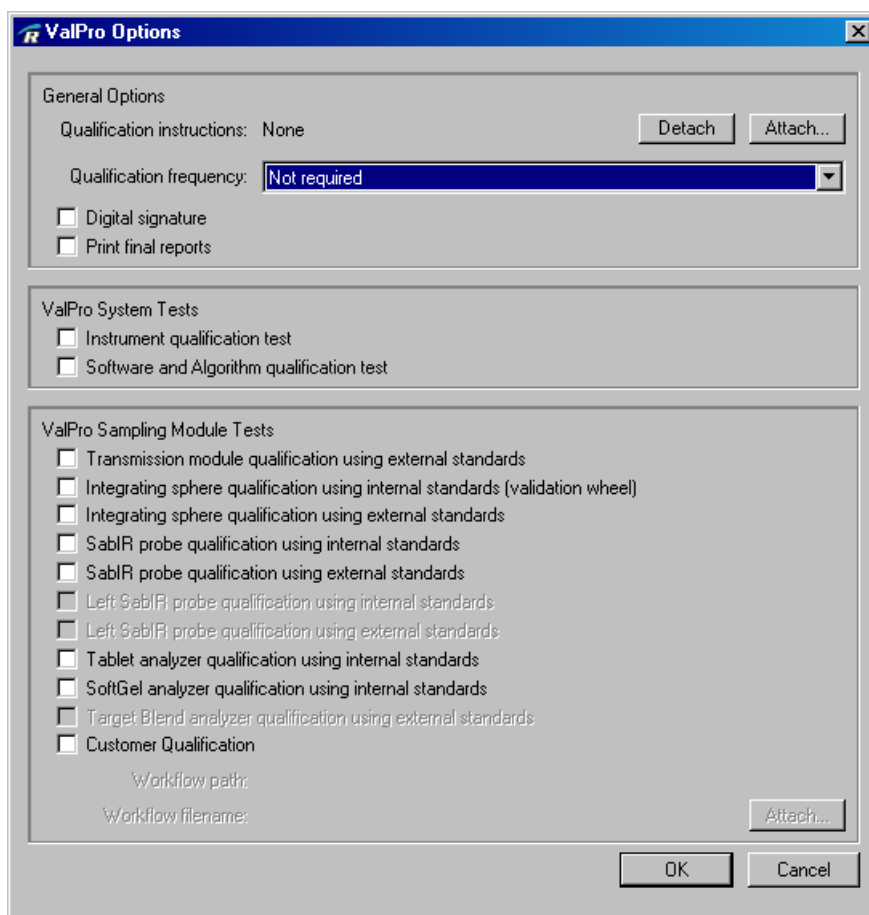 ValPro Options
General Options
Qualification instructions: None Detach Attach...
Qualification frequency: Not required
Digital signature
Print final reports
ValPro System Tests
Instrument qualification test
Software and Algorithm qualification test
ValPro Sampling Module Tests
Transmission module qualification using external standards
Integrating sphere qualification using internal standards (validation wheel)
Integrating sphere qualification using external standards
SabIR probe qualification using internal standards
SabIR probe qualification using external standards
Left SabIR probe qualification using internal standards
Left SabIR probe qualification using external standards
Tablet analyzer qualification using internal standards
SoftGel analyzer qualification using internal standards
Target Blend analyzer qualification using external standards
Customer Qualification
Workflow path:
Workflow filename: Attach...
OK Cancel